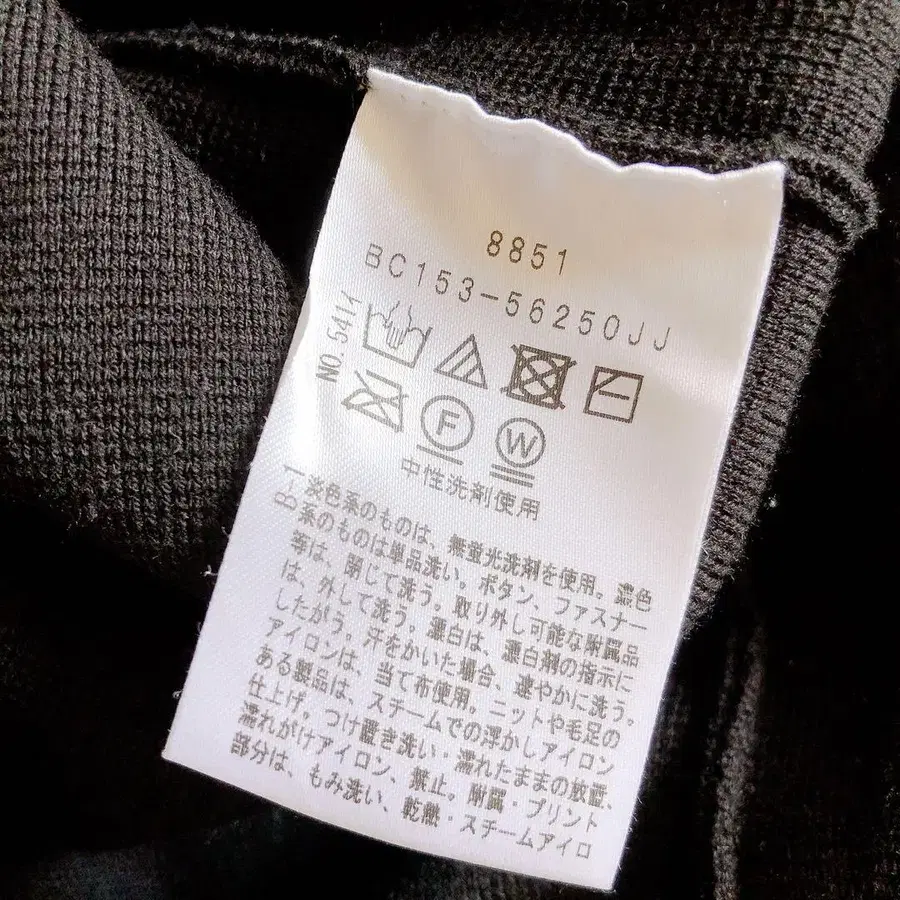 8851
BC153-56250JJ
NO.541イ
F
W
中性洗剤使用
B1
淡色系のものは、無蛍光洗剤を使用。濃色
系のものは単品洗い。ボタン、ファスナー
等は、閉じて洗う。取り外し可能な附属品
は、外して洗う。漂白は、漂白剤の指示に
したがう。汗をかいた場合、速やかに洗う。
アイロンは、当て布使用。ニットや毛足の
ある製品は、スチームでの浮かしアイロン
仕上げ。つけ置き洗い・濡れたままの放置、
濡れがけアイロン、禁止。附属・プリント
部分は、もみ洗い、乾熱・スチームアイロ